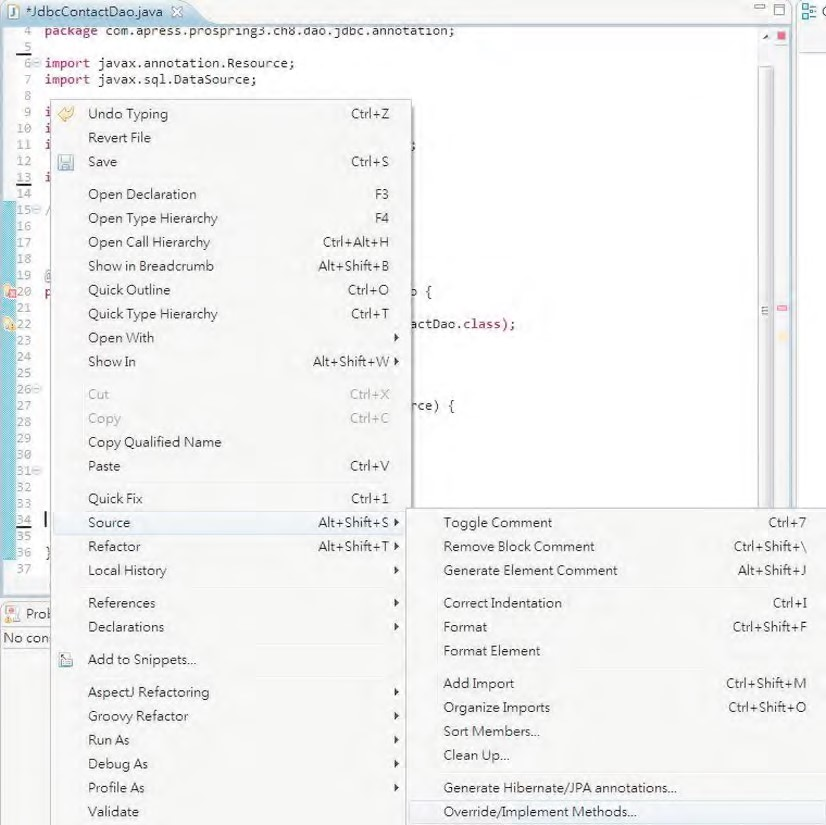 *JdbcContactDao.java
4 package com.apress.prospring3.ch8.dao.jdbc.annotation;
5
6 import javax.annotation.Resource;
7 import javax.sql.DataSource;
8
9 i
10 i
11 i ;
12
13 i
14
15 /
16
17
18
19 @
20 p o {
21
22 actDao.class);
23
24
25
26
27 rce) {
28
29
30
31
32
33
34
35
36 }
37
Undo Typing Ctrl+Z
Revert File
Save Ctrl+S
Open Declaration F3
Open Type Hierarchy F4
Open Call Hierarchy Ctrl+Alt+H
Show in Breadcrumb Alt+Shift+B
Quick Outline Ctrl+O
Quick Type Hierarchy Ctrl+T
Open With
Show In Alt+Shift+W
Cut Ctrl+X
Copy Ctrl+C
Copy Qualified Name
Paste Ctrl+V
Quick Fix Ctrl+1
Source Alt+Shift+S
Refactor Alt+Shift+T
Local History
References
Declarations
Add to Snippets...
AspectJ Refactoring
Groovy Refactor
Run As
Debug As
Profile As
Validate
Toggle Comment Ctrl+7
Remove Block Comment Ctrl+Shift+\
Generate Element Comment Alt+Shift+J
Correct Indentation Ctrl+I
Format Ctrl+Shift+F
Format Element
Add Import Ctrl+Shift+M
Organize Imports Ctrl+Shift+O
Sort Members...
Clean Up...
Generate Hibernate/JPA annotations...
Override/Implement Methods...
Prob
No con